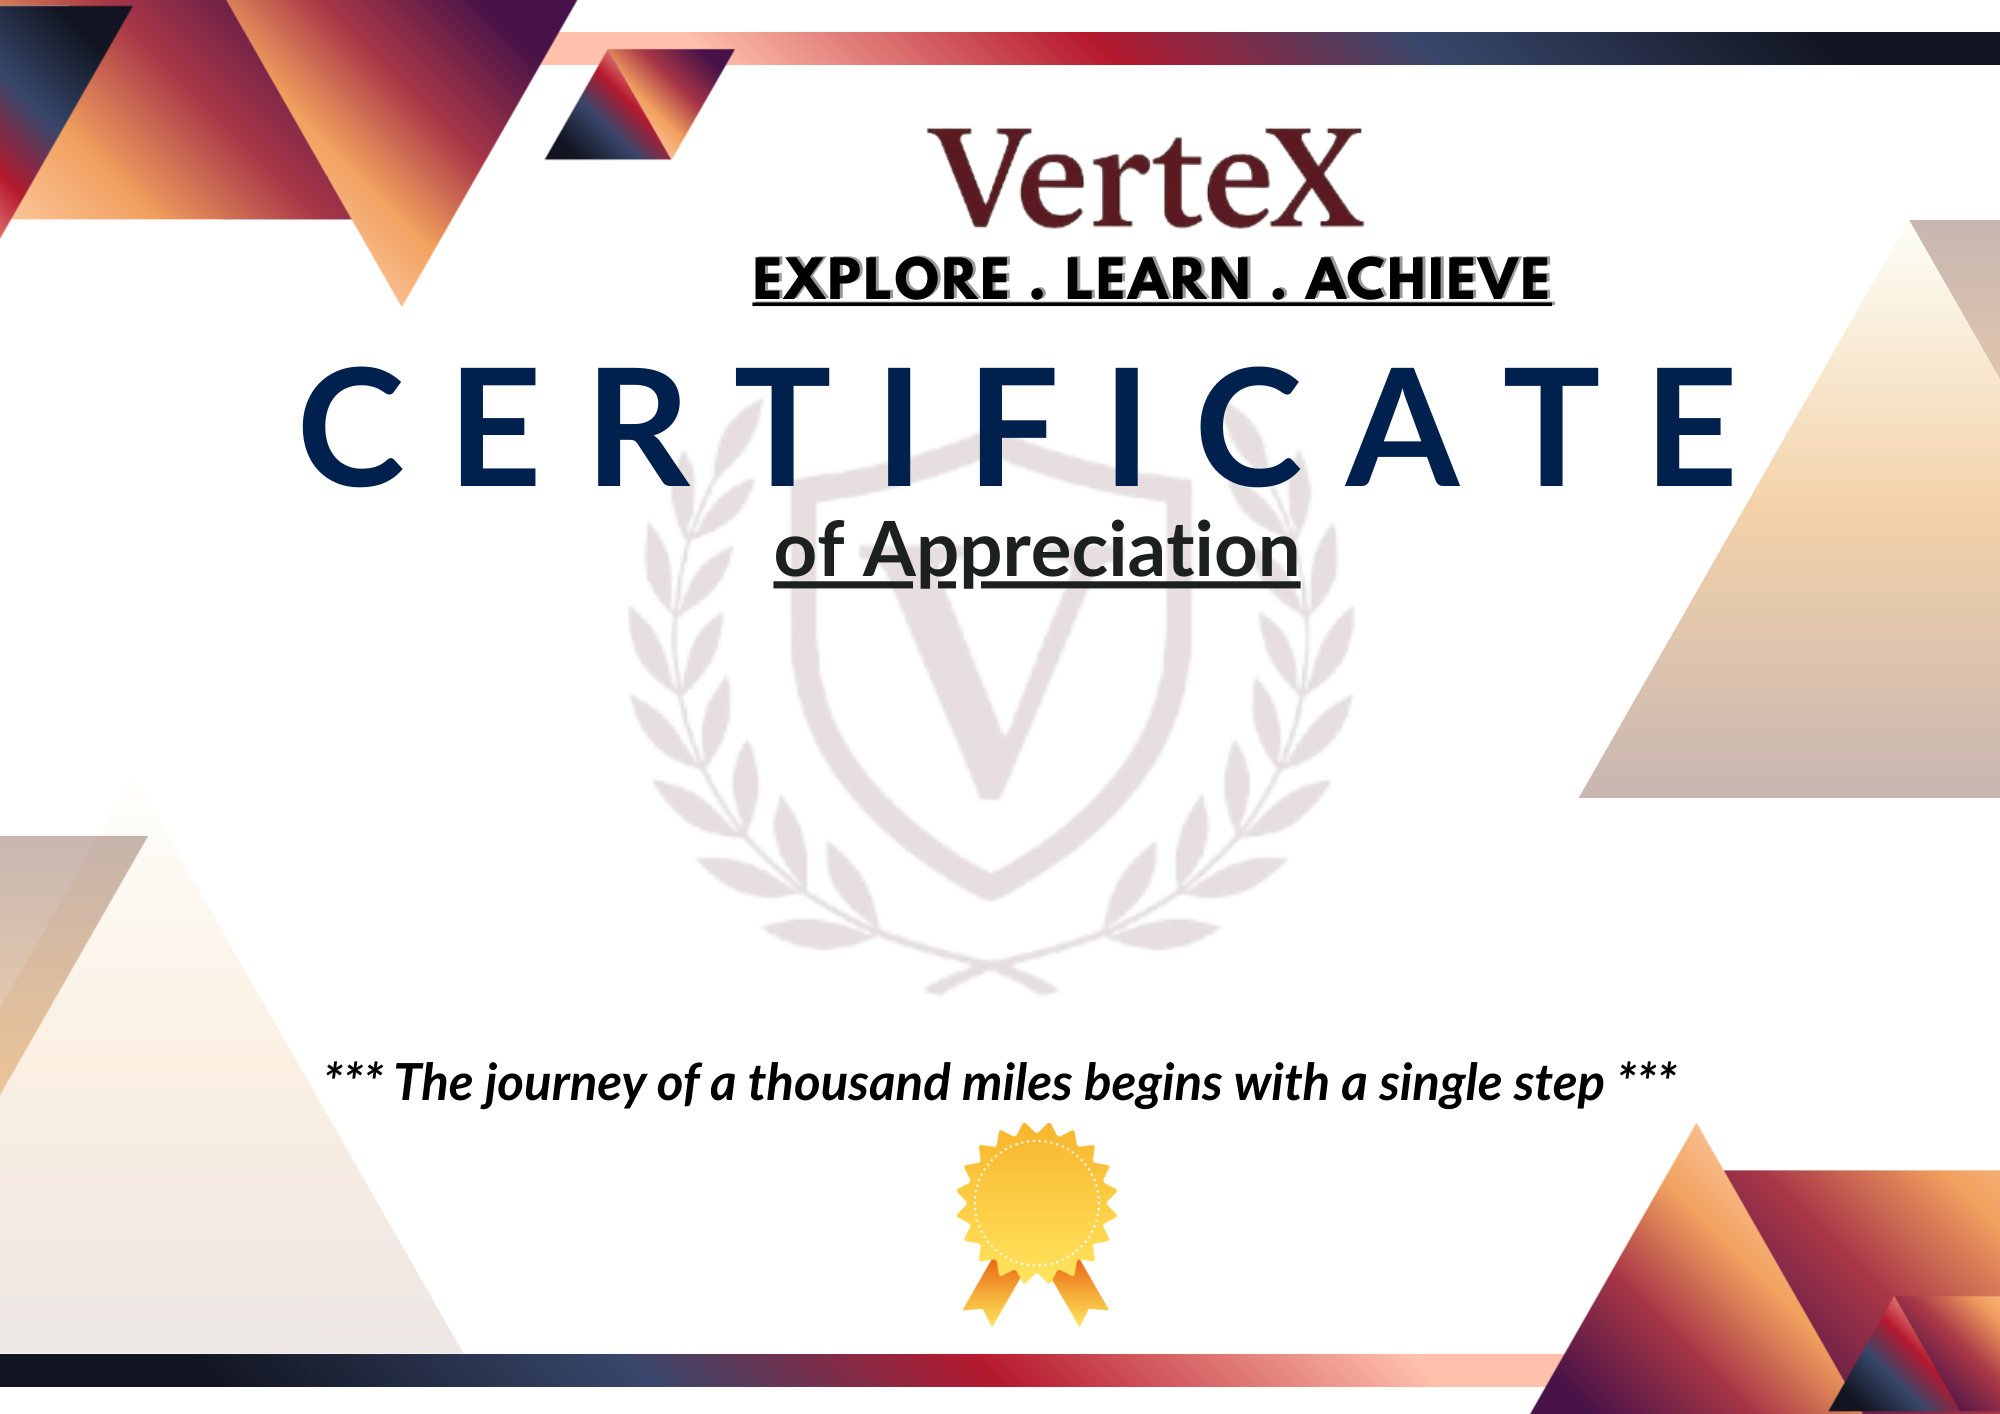 VerteX
EXPLORE . LEARN . ACHIEVE
CERTIFICATE
of Appreciation
V
*** The journey of a thousand miles begins with a single step ***